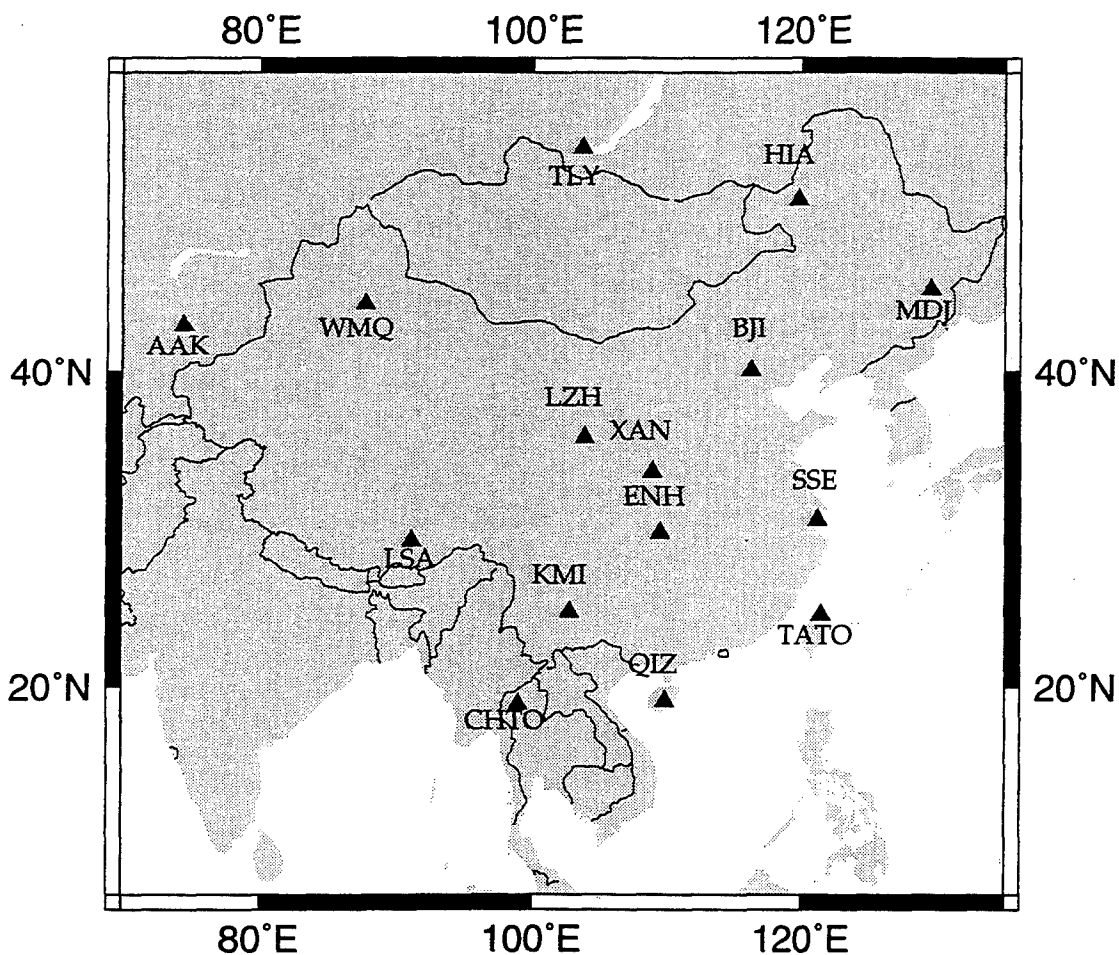 80°E 100°E 120°E
HIA
TLY
MDJ
WMQ
BJI
AAK
40°N
40°N
LZH
XAN
SSE
ENH
LSA
KMI
TATO
QIZ
20°N
20°N
CHTO
80°E 100°E 120°E